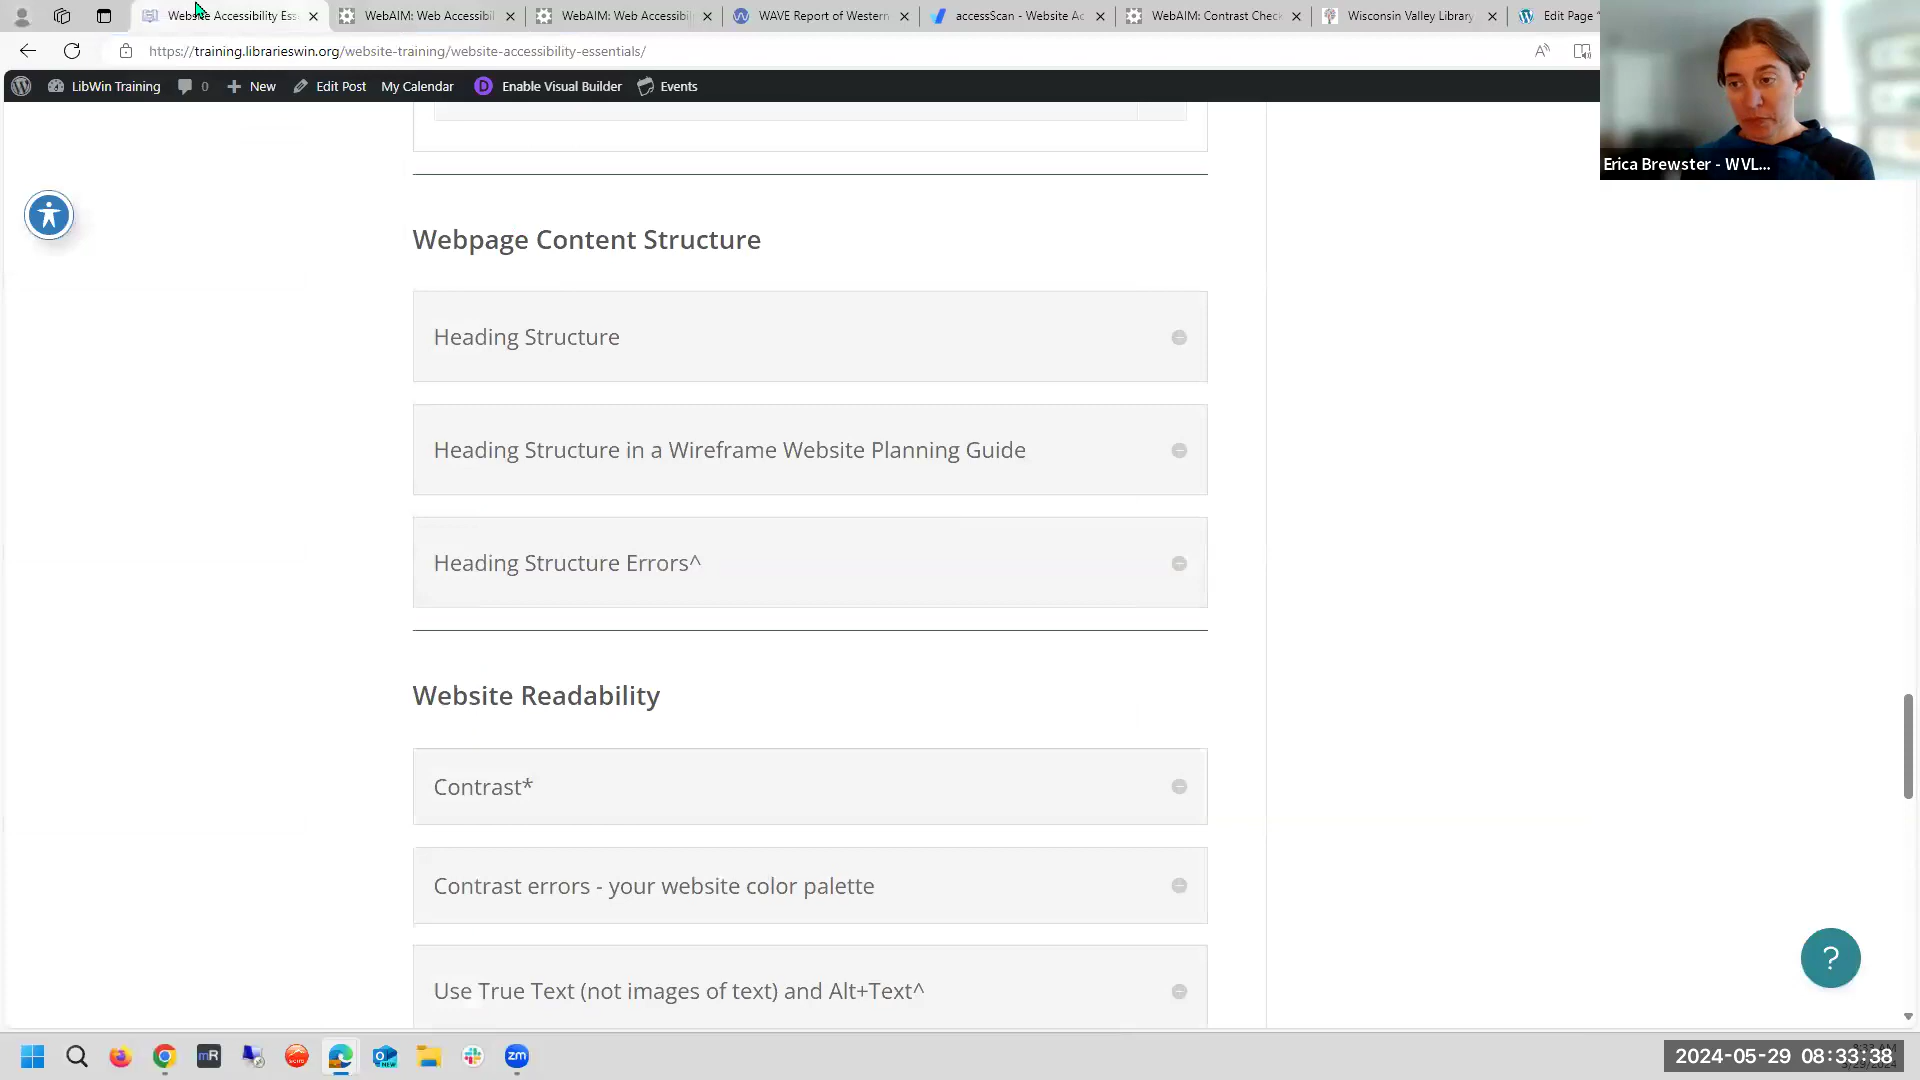 Website Accessibility Ess
WebAIM: Web Accessibil
WebAIM: Web Accessibil
WAVE Report of Western
accessScan - Website Ac
WebAIM: Contrast Check
Wisconsin Valley Library
Edit Page "
https://training.librarieswin.org/website-training/website-accessibility-essentials/
LibWin Training
0
New
Edit Post
My Calendar
D
Enable Visual Builder
Events
Erica Brewster - WVL...
Webpage Content Structure
Heading Structure
Heading Structure in a Wireframe Website Planning Guide
Heading Structure Errors^
Website Readability
Contrast*
Contrast errors - your website color palette
Use True Text (not images of text) and Alt+Text^
?
mR
zm
2024-05-29 08:33:38